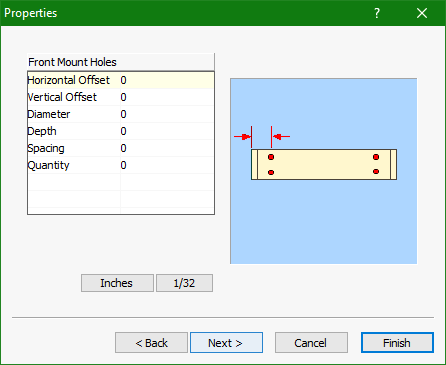 Properties ? ×
Front Mount Holes
Horizontal Offset 0
Vertical Offset 0
Diameter 0
Depth 0
Spacing 0
Quantity 0
Inches 1/32
< Back Next > Cancel Finish